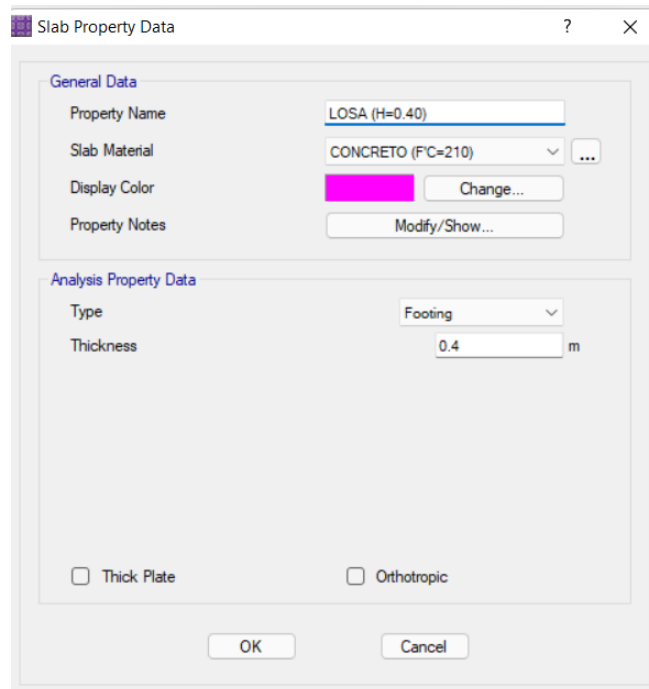 Slab Property Data ?
General Data
Property Name LOSA (H=0.40)
Slab Material CONCRETO (F'C=210) ...
Display Color Change...
Property Notes Modify/Show...
Analysis Property Data
Type Footing
Thickness 0.4 m
Thick Plate Orthotropic
OK Cancel